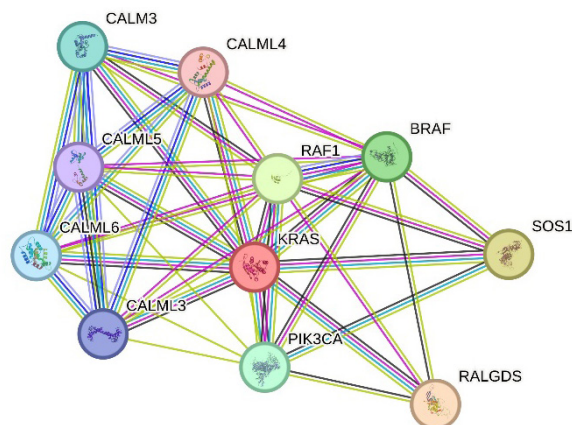 CALM3
CALML4
CALML5
RAF1
BRAF
CALML6
KRAS
SOS1
CALML3
PIK3CA
RALGDS